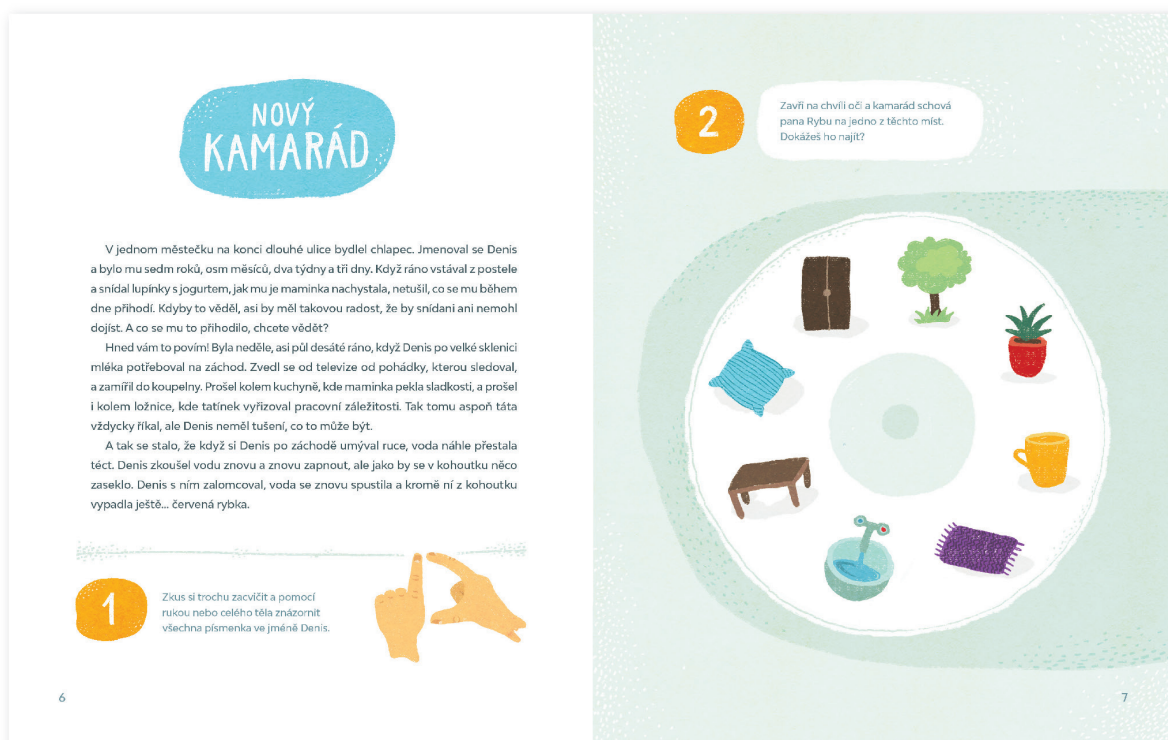 NOVÝ
KAMARÁD
V jednom městečku na konci dlouhé ulice bydlel chlapec. Jmenoval se Denis
a bylo mu sedm roků, osm měsíců, dva týdny a tři dny. Když ráno vstával z postele
a snídal lupínky s jogurtem, jak mu je maminka nachystala, netušil, co se mu během
dne přihodí. Kdyby to věděl, asi by měl takovou radost, že by snídani ani nemohl
dojíst. A co se mu to přihodilo, chcete vědět?
Hned vám to povím! Byla neděle, asi půl desáté ráno, když Denis po velké sklenici
mléka potřeboval na záchod. Zvedl se od televize od pohádky, kterou sledoval,
a zamířil do koupelny. Prošel kolem kuchyně, kde maminka pekla sladkosti, a prošel
i kolem ložnice, kde tatínek vyřizoval pracovní záležitosti. Tak tomu aspoň táta
vždycky říkal, ale Denis neměl tušení, co to může být.
A tak se stalo, že když si Denis po záchodě umýval ruce, voda náhle přestala
téct. Denis zkoušel vodu znovu a znovu zapnout, ale jako by se v kohoutku něco
zaseklo. Denis s ním zalomcoval, voda se znovu spustila a kromě ní z kohoutku
vypadla ještě... červená rybka.
1
Zkus si trochu zacvičit a pomocí
rukou nebo celého těla znázornit
všechna písmenka ve jméně Denis.
6
2
Zavři na chvíli oči a kamarád schová
pana Rybu na jedno z těchto míst.
Dokážeš ho najít?
7